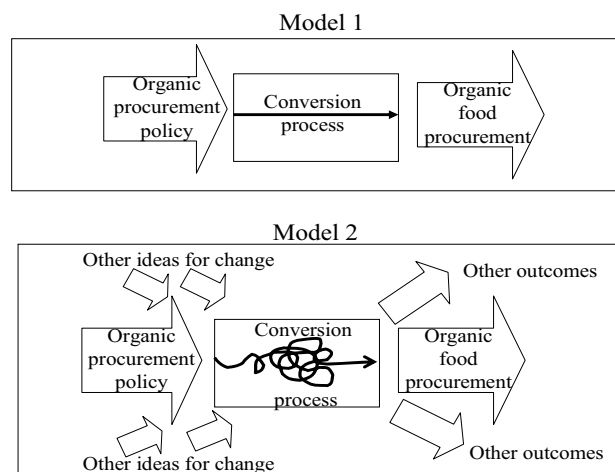 Model 1
Organic
procurement
policy
Conversion
process
Organic
food
procurement
Model 2
Other ideas for change
Other outcomes
Organic
procurement
policy
Conversion
process
Organic
food
procurement
Other ideas for change
Other outcomes